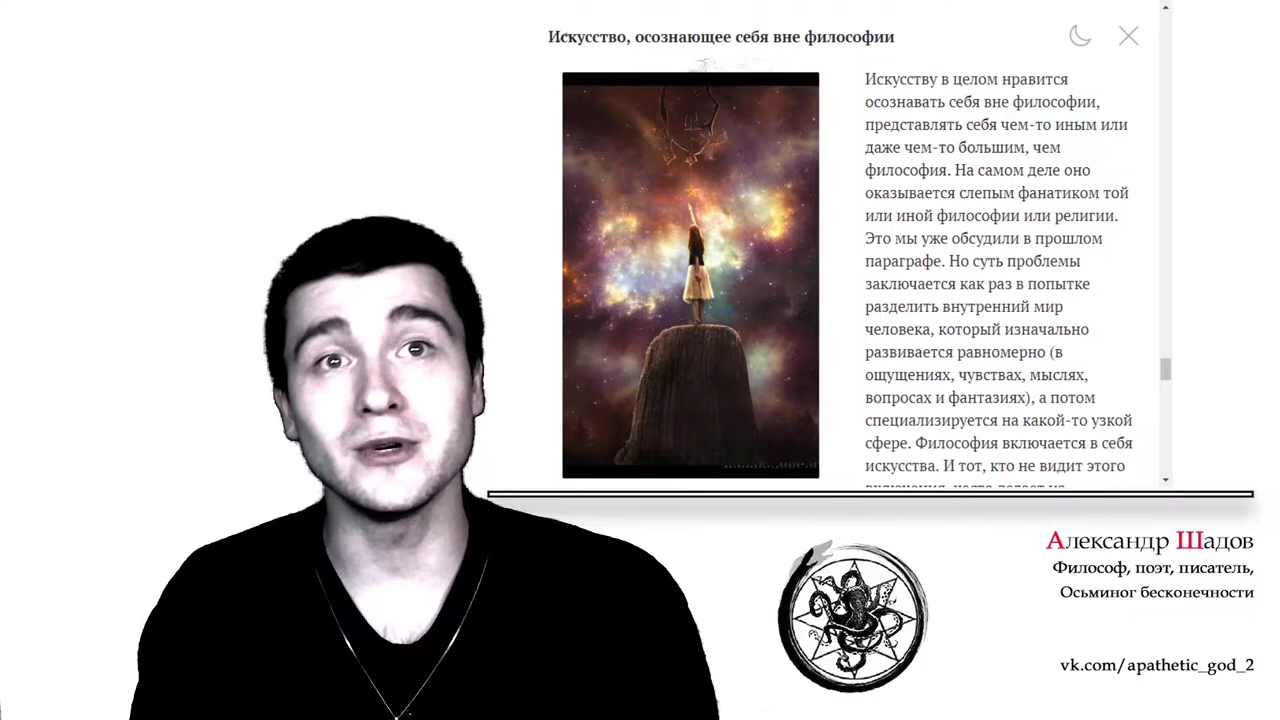 Искусство, осознающее себя вне философии
Искусству в целом нравится
осознавать себя вне философии,
представлять себя чем-то иным или
даже чем-то большим, чем
философия. На самом деле оно
оказывается слепым фанатиком той
или иной философии или религии.
Это мы уже обсудили в прошлом
параграфе. Но суть проблемы
заключается как раз в попытке
разделить внутренний мир
человека, который изначально
развивается равномерно (в
ощущениях, чувствах, мыслях,
вопросах и фантазиях), а потом
специализируется на какой-то узкой
сфере. Философия включается в себя
искусства. И тот, кто не видит этого
Александр Шадов
Философ, поэт, писатель,
Осьминог бесконечности
vk.com/apathetic_god_2